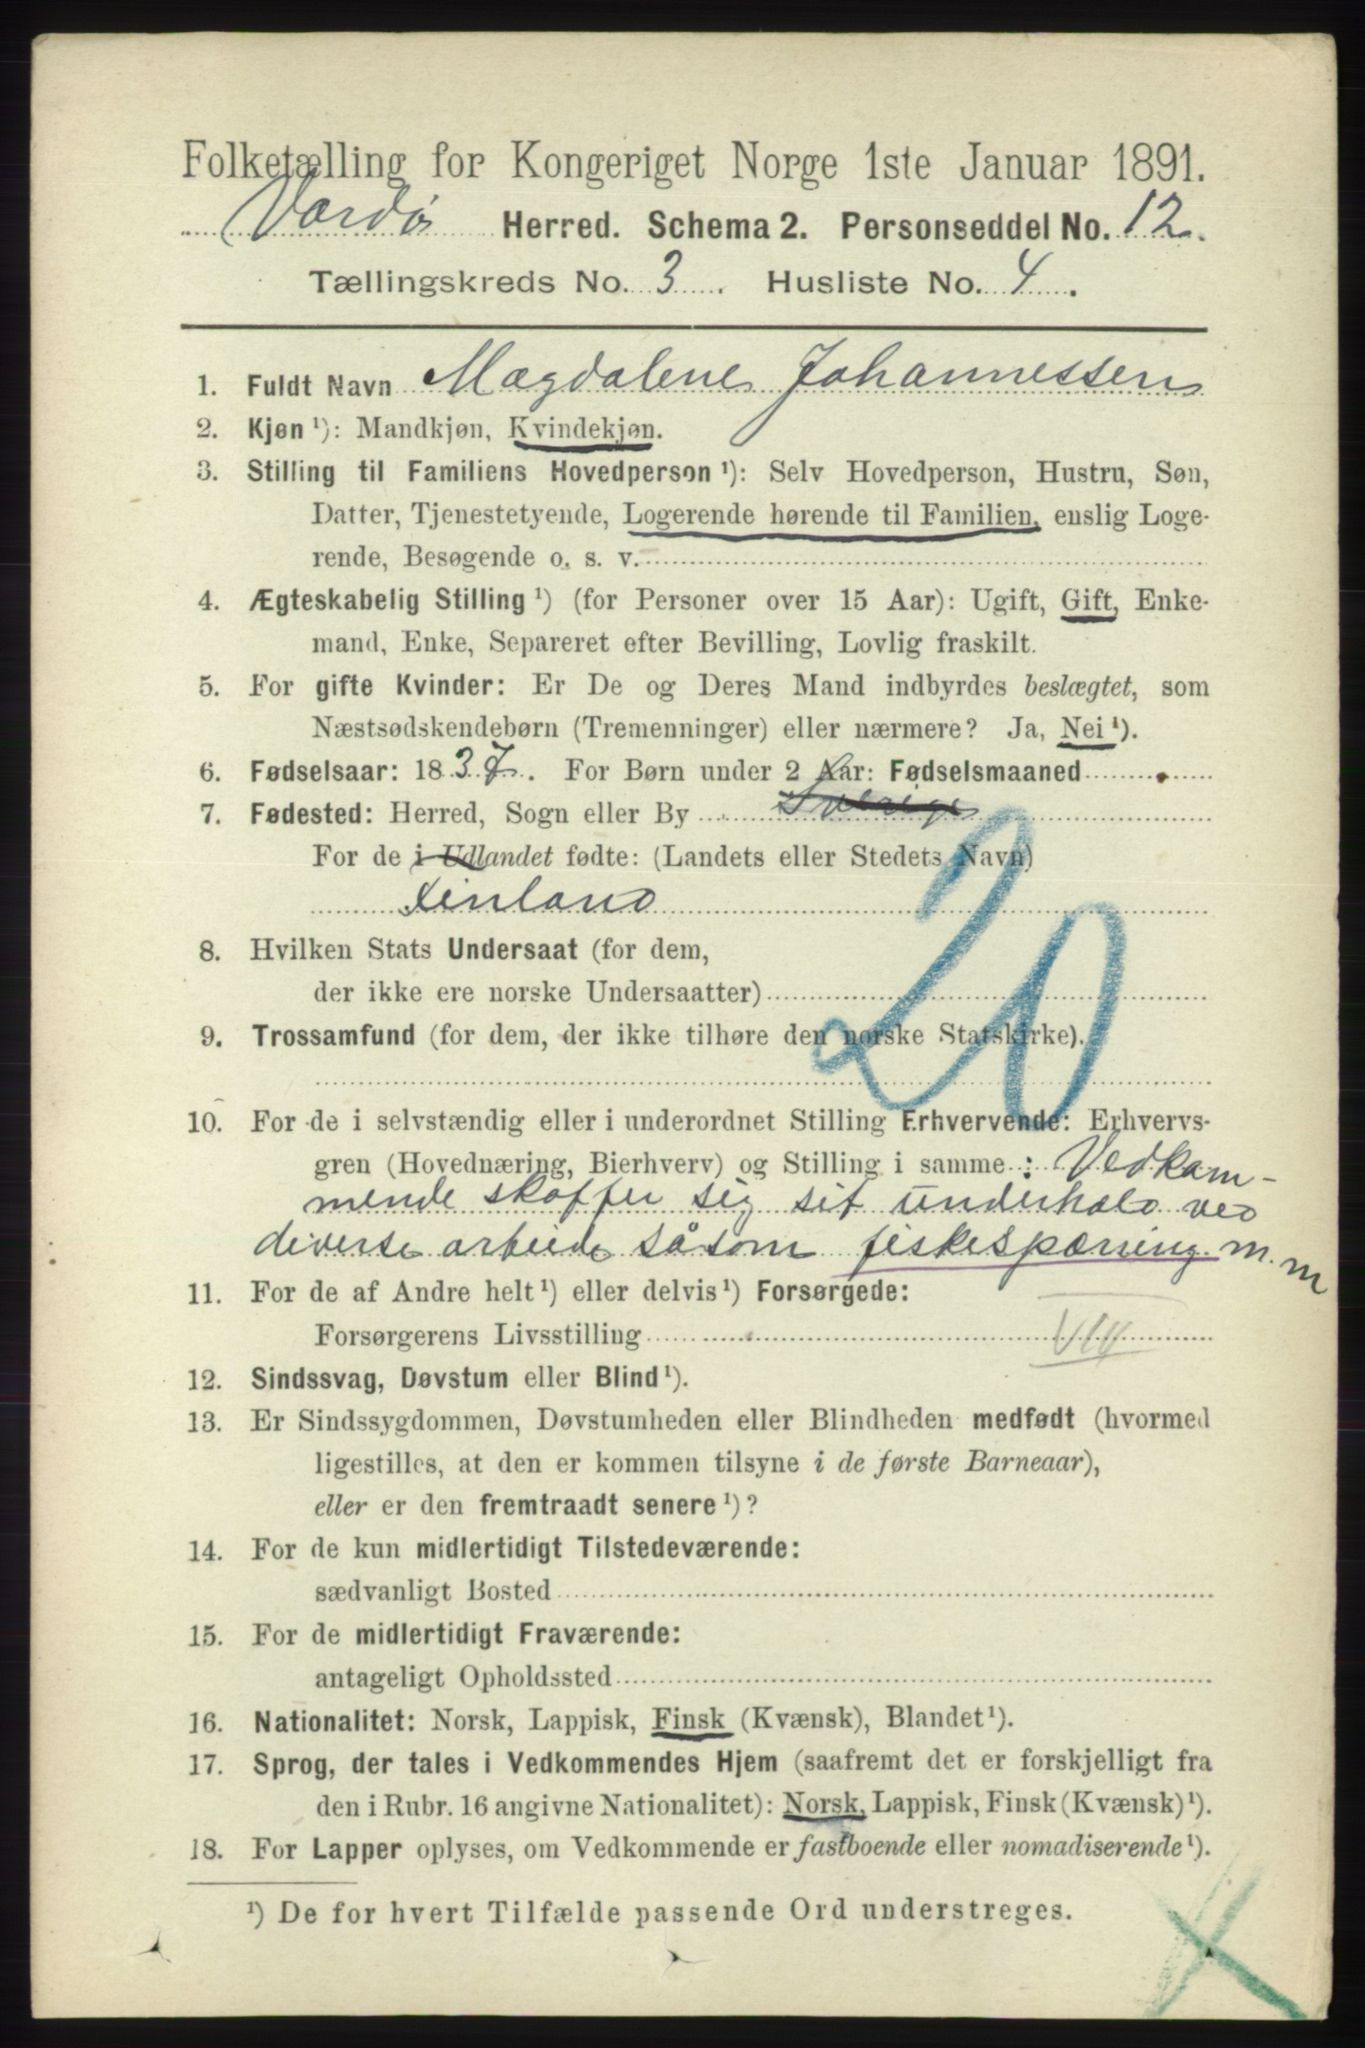 Folketælling for Kongeriget Norge 1ste Januar 1891.
Vardø Herred. Schema 2. Personseddel No. 12.
Tællingskreds No. 3. Husliste No. 4.
1. Fuldt Navn Magdalene Johannessen
2. Kjøn ¹): Mandkjøn, Kvindekjøn.
3. Stilling til Familiens Hovedperson ¹): Selv Hovedperson, Hustru, Søn,
Datter, Tjenestetyende, Logerende hørende til Familien, enslig Loge-
rende, Besøgende o. s. v.
4. Ægteskabelig Stilling ¹) (for Personer over 15 Aar): Ugift, Gift, Enke-
mand, Enke, Separeret efter Bevilling, Lovlig fraskilt.
5. For gifte Kvinder: Er De og Deres Mand indbyrdes beslægtet, som
Næstsødskendebørn (Tremenninger) eller nærmere? Ja, Nei ¹).
6. Fødselsaar: 1837. For Børn under 2 Aar: Fødselsmaaned
7. Fødested: Herred, Sogn eller By Sverige
For de i Udlandet fødte: (Landets eller Stedets Navn)
Finland
20
8. Hvilken Stats Undersaat (for dem,
der ikke ere norske Undersaatter)
9. Trossamfund (for dem, der ikke tilhøre den norske Statskirke).
10. For de i selvstændig eller i underordnet Stilling Erhvervende: Erhvervs-
gren (Hovednæring, Bierhverv) og Stilling i samme: Vedkom-
mende skaffer sig sit underhold ved
diverse arbeide såsom fiskespæning m.m
11. For de af Andre helt ¹) eller delvis ¹) Forsørgede:
Forsørgerens Livsstilling
12. Sindssvag, Døvstum eller Blind ¹).
13. Er Sindssygdommen, Døvstumheden eller Blindheden medfødt (hvormed
ligestilles, at den er kommen tilsyne i de første Barneaar),
eller er den fremtraadt senere ¹)?
14. For de kun midlertidigt Tilstedeværende:
sædvanligt Bosted
15. For de midlertidigt Fraværende:
antageligt Opholdssted
16. Nationalitet: Norsk, Lappisk, Finsk (Kvænsk), Blandet ¹).
17. Sprog, der tales i Vedkommendes Hjem (saafremt det er forskjelligt fra
den i Rubr. 16 angivne Nationalitet): Norsk, Lappisk, Finsk (Kvænsk) ¹).
18. For Lapper oplyses, om Vedkommende er fastboende eller nomadiserende ¹).
¹) De for hvert Tilfælde passende Ord understreges.